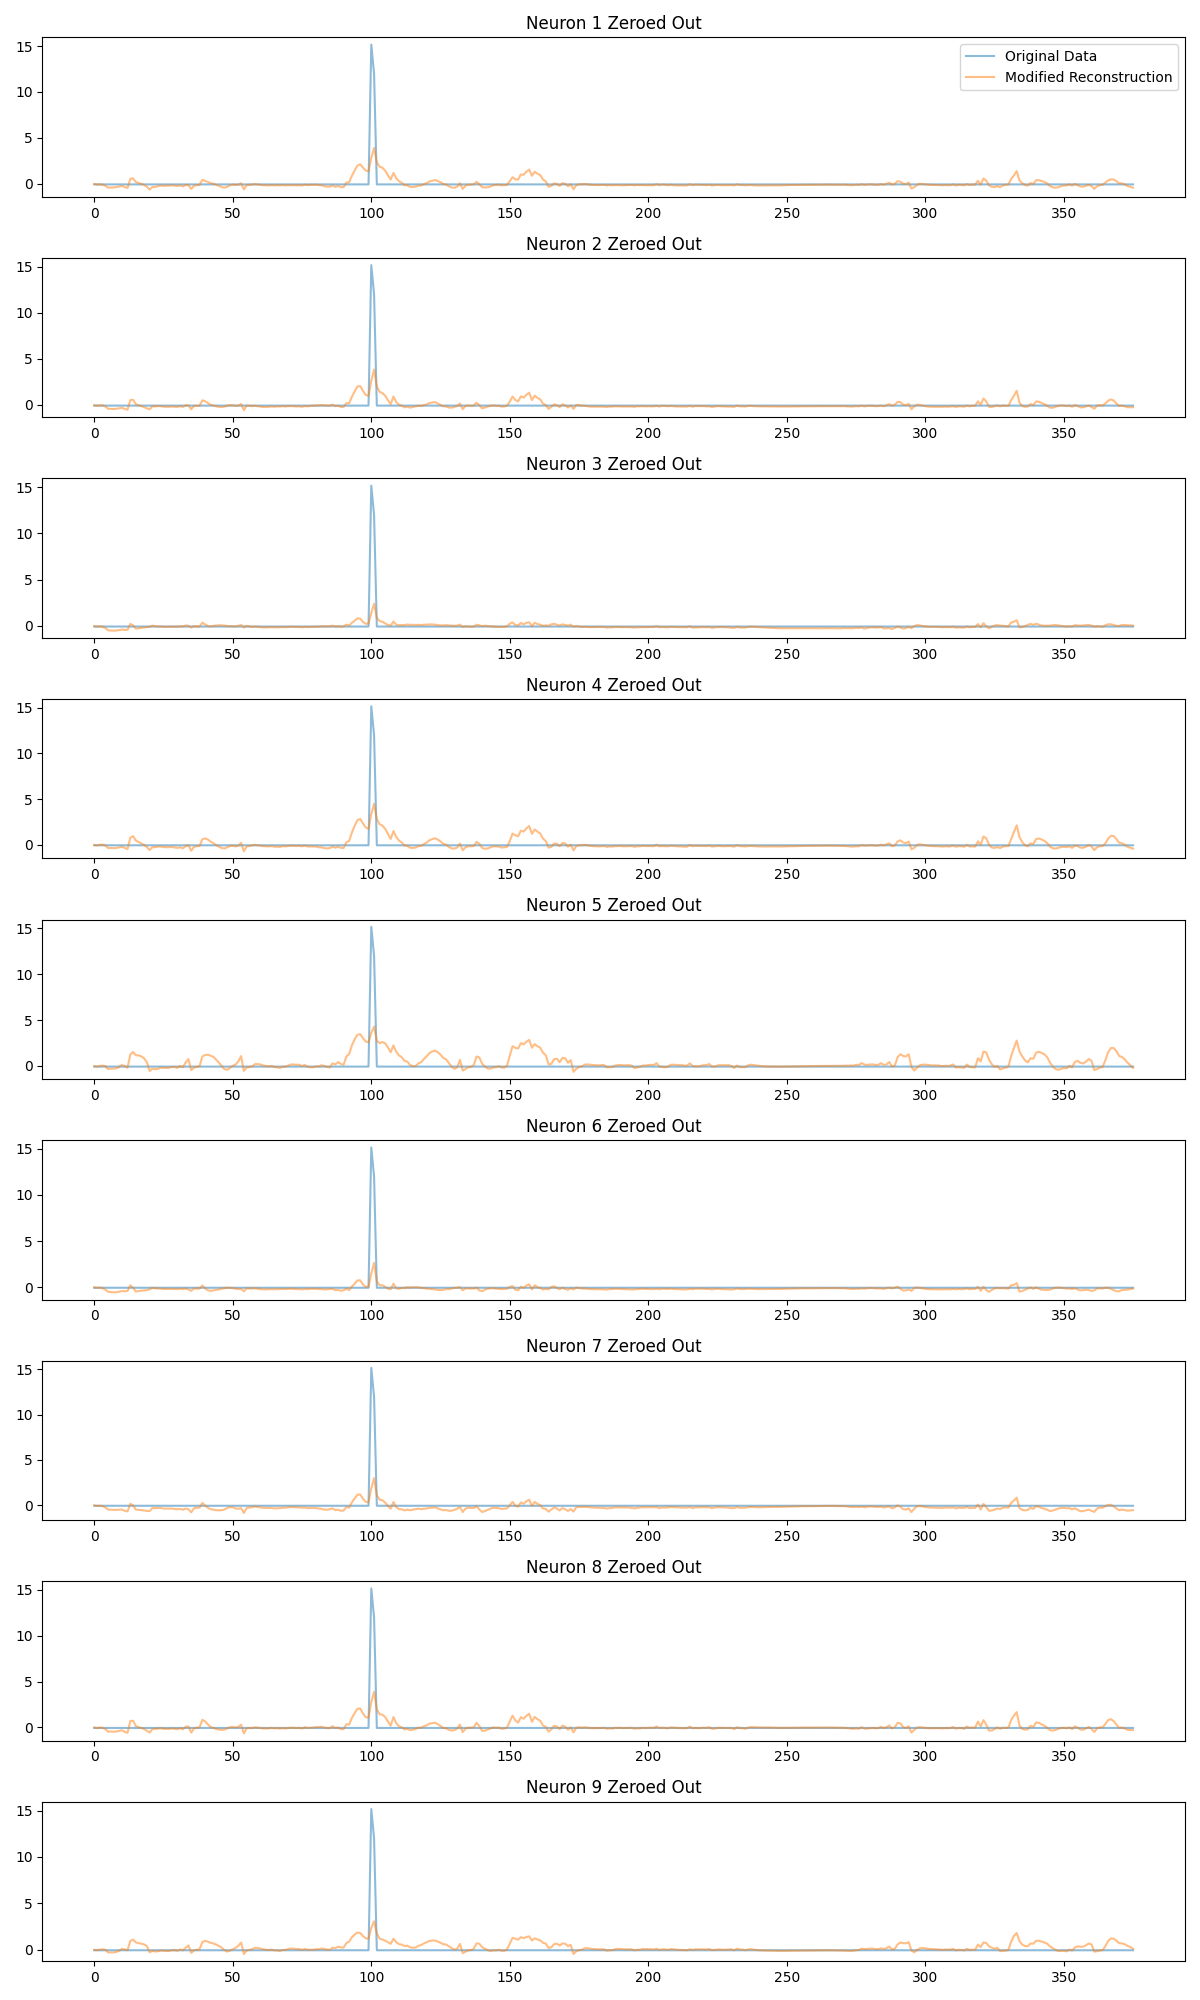 Neuron 1 Zeroed Out
15
10
5
0
Original Data
Modified Reconstruction
0 50 100 150 200 250 300 350
Neuron 2 Zeroed Out
15
10
5
0
0 50 100 150 200 250 300 350
Neuron 3 Zeroed Out
15
10
5
0
0 50 100 150 200 250 300 350
Neuron 4 Zeroed Out
15
10
5
0
0 50 100 150 200 250 300 350
Neuron 5 Zeroed Out
15
10
5
0
0 50 100 150 200 250 300 350
Neuron 6 Zeroed Out
15
10
5
0
0 50 100 150 200 250 300 350
Neuron 7 Zeroed Out
15
10
5
0
0 50 100 150 200 250 300 350
Neuron 8 Zeroed Out
15
10
5
0
0 50 100 150 200 250 300 350
Neuron 9 Zeroed Out
15
10
5
0
0 50 100 150 200 250 300 350